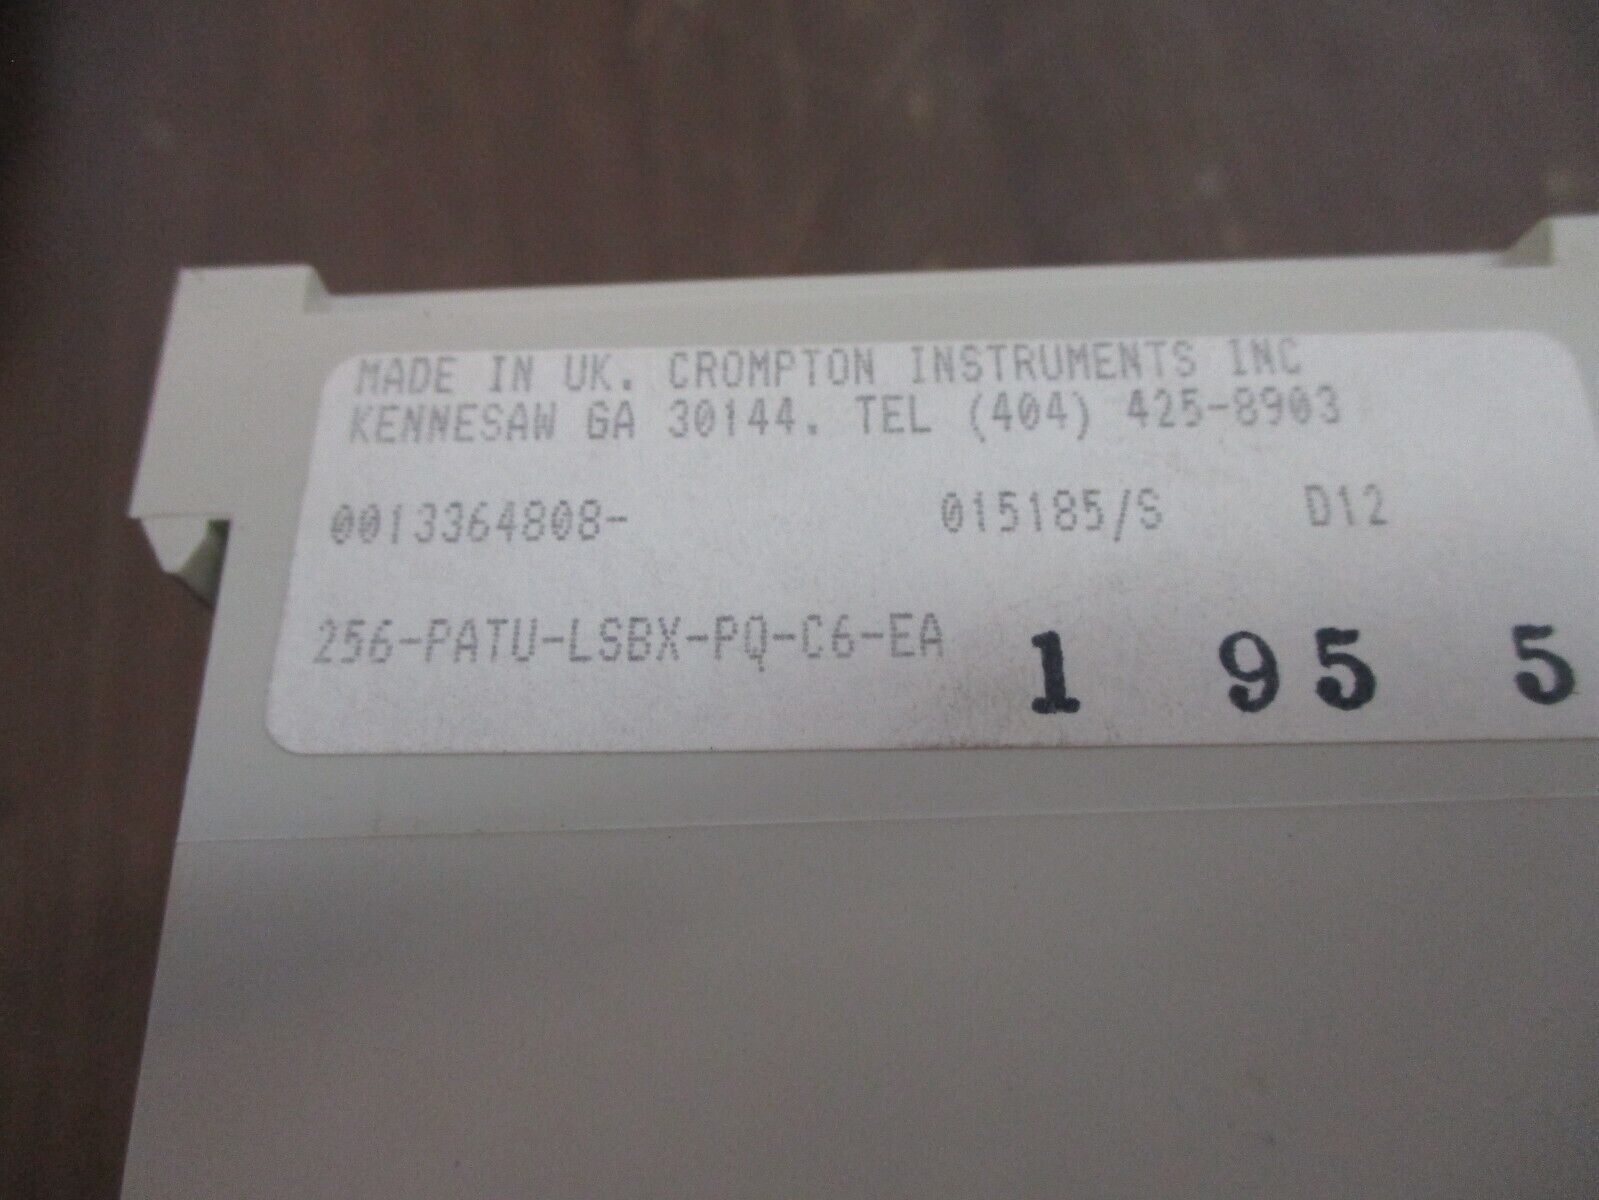 MADE IN UK. CROMPTON INSTRUMENTS INC
KENNESAW GA 30144. TEL (404) 425-8903
0013364808- 015185/S D12
256-PATU-LSBX-PQ-C6-EA 1 95 5